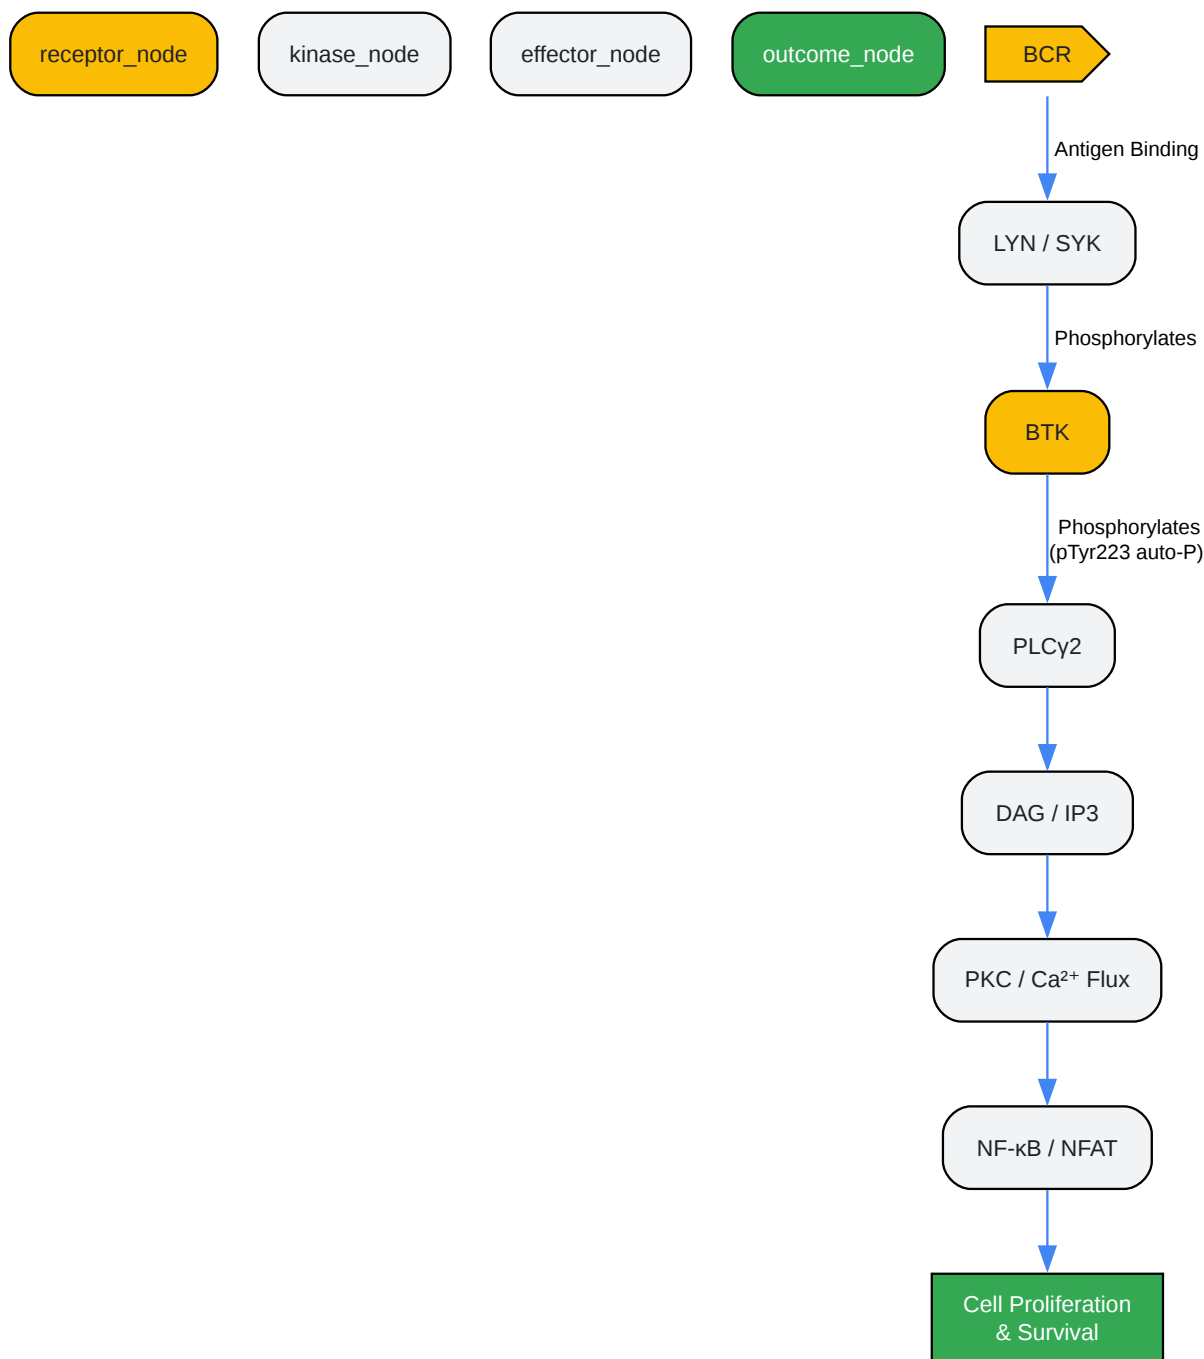 receptor_node
kinase_node
effector_node
outcome_node
BCR
Antigen Binding
LYN / SYK
Phosphorylates
BTK
Phosphorylates
(pTyr223 auto-P)
PLCγ2
DAG / IP3
PKC / Ca²⁺ Flux
NF-κB / NFAT
Cell Proliferation
& Survival